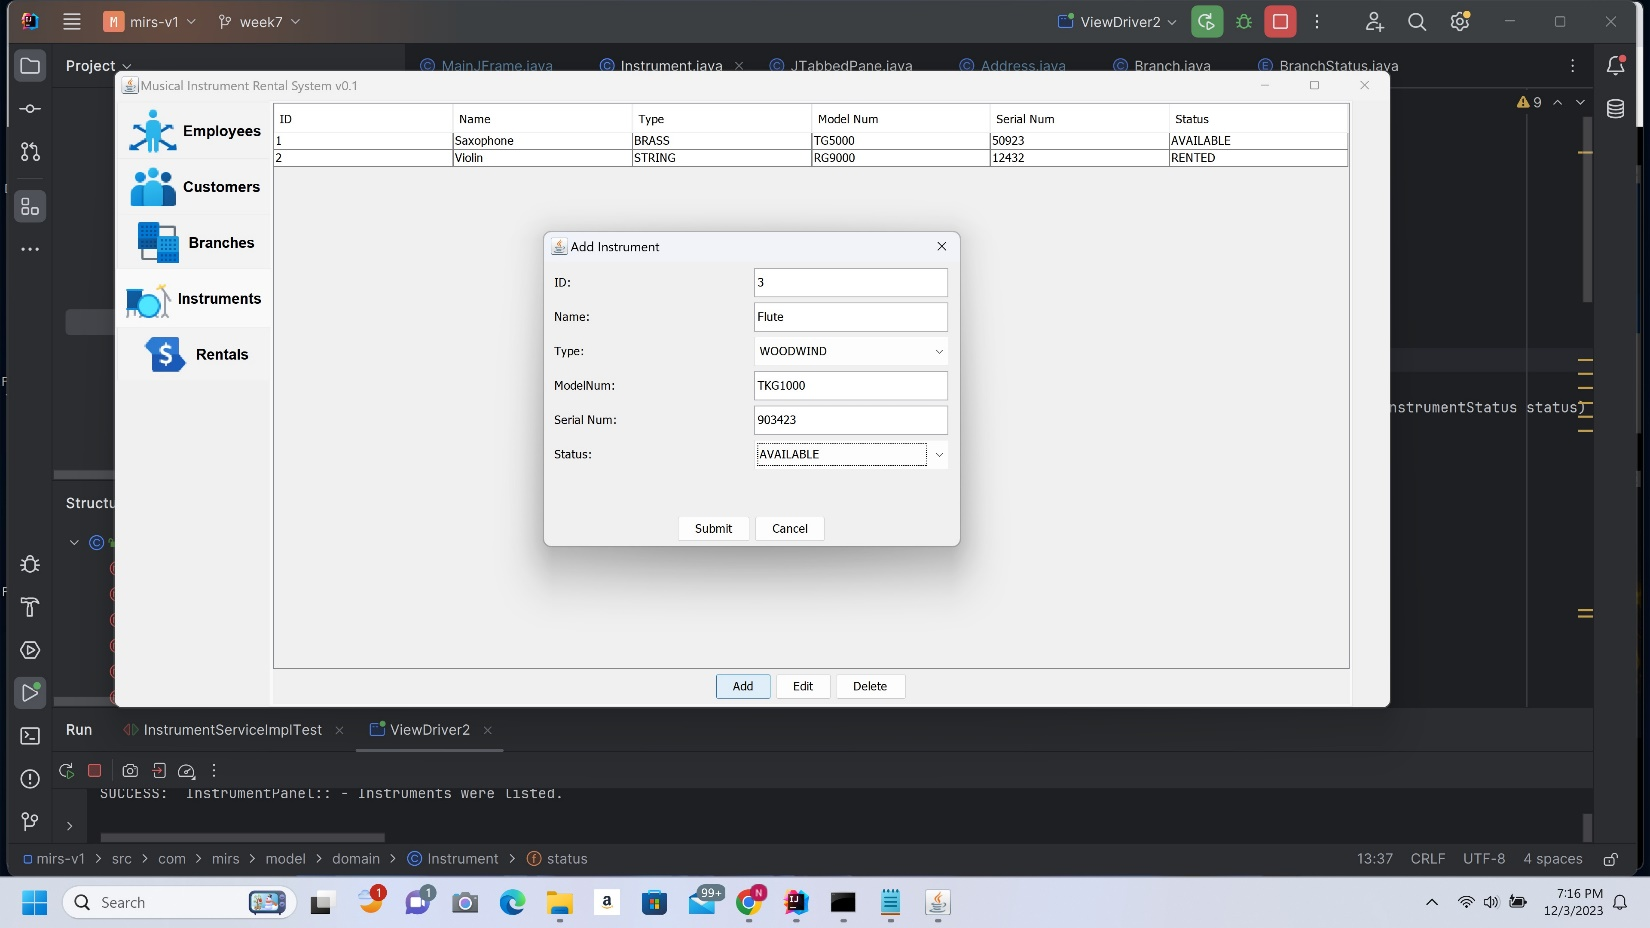 M mirs-v1 week7 ViewDriver2
Project MainJFrame.java Instrument.java JTabbedPane.java Address.java Branch.java BranchStatus.java
Musical Instrument Rental System v0.1
9
Employees
Customers
Branches
Instruments
Rentals
ID Name Type Model Num Serial Num Status
1 Saxophone BRASS TG5000 50923 AVAILABLE
2 Violin STRING RG9000 12432 RENTED
Add Instrument
ID: 3
Name: Flute
Type: WOODWIND
ModelNum: TKG1000
Serial Num: 903423
Status: AVAILABLE
Submit Cancel
nstrumentStatus status)
Structu
Add Edit Delete
Run InstrumentServiceImplTest ViewDriver2
SUCCESS: InstrumentPanel:: - Instruments were listed.
mirs-v1 > src > com > mirs > model > domain > Instrument > status 13:37 CRLF UTF-8 4 spaces
Search 1 1 a 99+ N 7:16 PM
12/3/2023